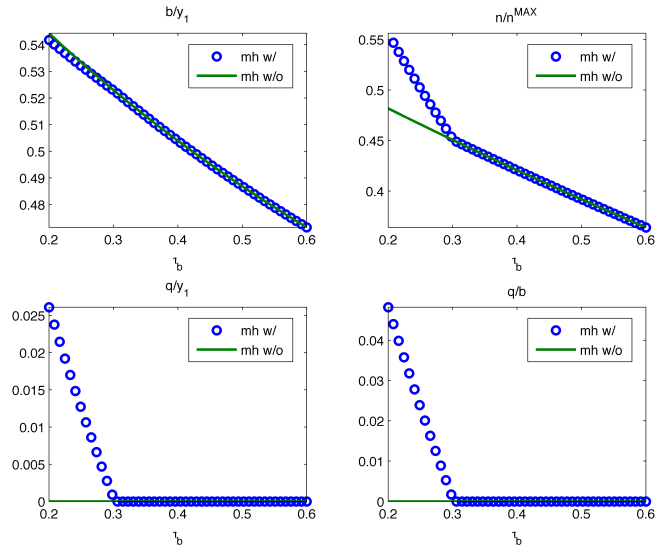 b/y₁
n/nᴹᴬˣ
0.54
0.53
0.52
0.51
0.5
0.49
0.48
mh w/
mh w/o
0.55
0.5
0.45
0.4
mh w/
mh w/o
0.2 0.3 0.4 0.5 0.6
τb
0.2 0.3 0.4 0.5 0.6
τb
q/y₁
q/b
0.025
0.02
0.015
0.01
0.005
0
mh w/
mh w/o
0.04
0.03
0.02
0.01
0
mh w/
mh w/o
0.2 0.3 0.4 0.5 0.6
τb
0.2 0.3 0.4 0.5 0.6
τb